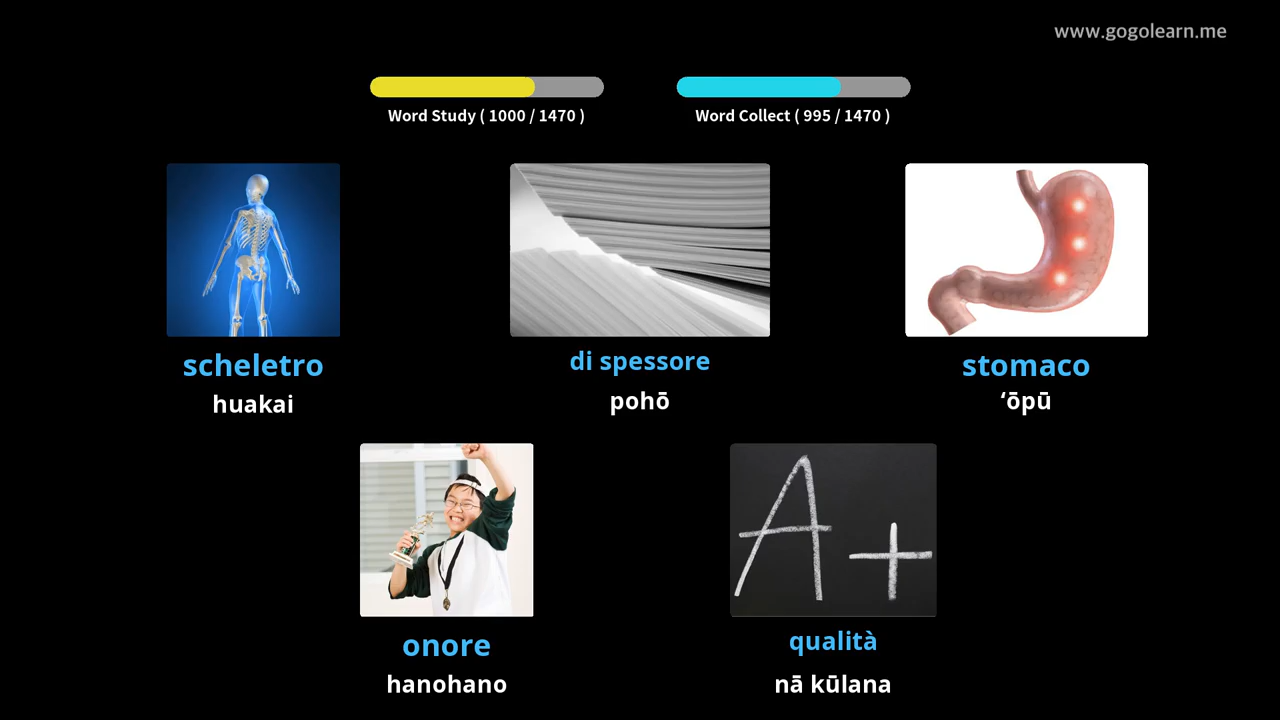 www.gogolearn.me
Word Study ( 1000 / 1470 )
Word Collect ( 995 / 1470 )
scheletro
huakai
di spessore
pohō
stomaco
ʻōpū
onore
hanohano
A+
qualità
nā kūlana